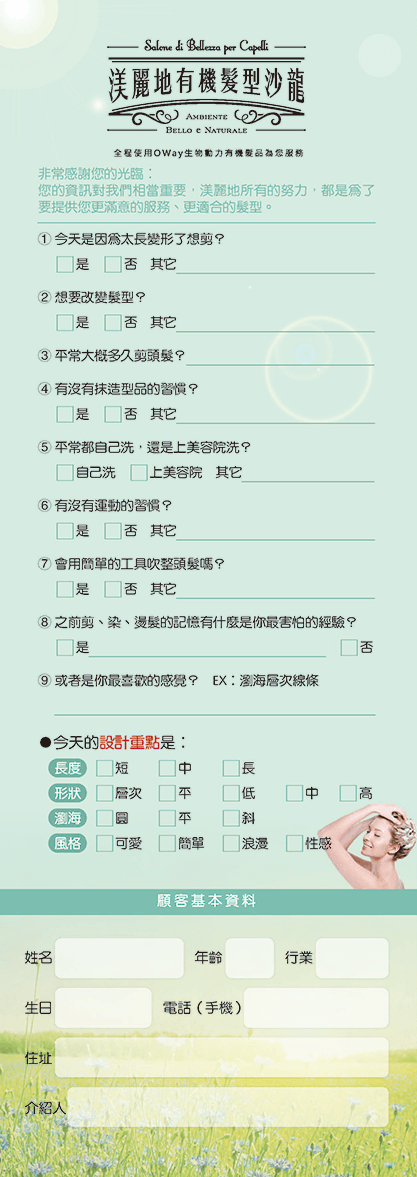 Salone di Bellezza per Capelli
渼麗地有機髮型沙龍
AMBIENTE
BELLO e NATURALE
全程使用OWay生物動力有機髮品為您服務
非常感謝您的光臨：
您的資訊對我們相當重要，渼麗地所有的努力，都是為了
要提供您更滿意的服務、更適合的髮型。
① 今天是因為太長變形了想剪？
是 否 其它
② 想要改變髮型？
是 否 其它
③ 平常大概多久剪頭髮？
④ 有沒有抹造型品的習慣？
是 否 其它
⑤ 平常都自己洗，還是上美容院洗？
自己洗 上美容院 其它
⑥ 有沒有運動的習慣？
是 否 其它
⑦ 會用簡單的工具吹整頭髮嗎？
是 否 其它
⑧ 之前剪、染、燙髮的記憶有什麼是你最害怕的經驗？
是 否
⑨ 或者是你最喜歡的感覺？ EX：瀏海層次線條
●今天的設計重點是：
長度 短 中 長
形狀 層次 平 低 中 高
瀏海 圓 平 斜
風格 可愛 簡單 浪漫 性感
顧客基本資料
姓名 年齡 行業
生日 電話（手機）
住址
介紹人